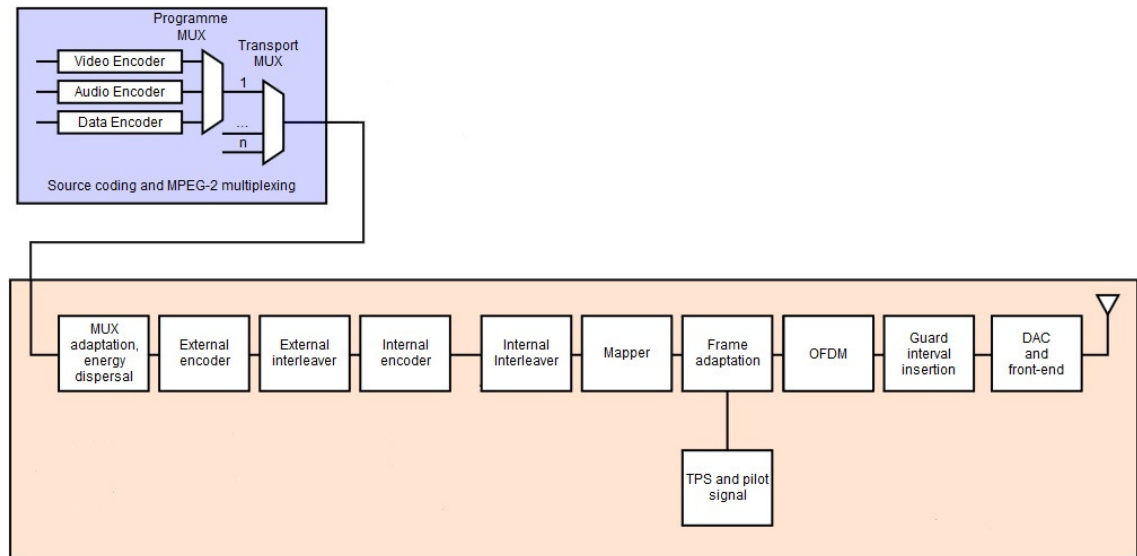 Programme
MUX
Transport
MUX
Video Encoder
Audio Encoder
Data Encoder
1
...
n
Source coding and MPEG-2 multiplexing
MUX
adaptation,
energy
dispersal
External
encoder
External
interleaver
Internal
encoder
Internal
Interleaver
Mapper
Frame
adaptation
OFDM
Guard
interval
insertion
DAC
and
front-end
TPS and pilot
signal